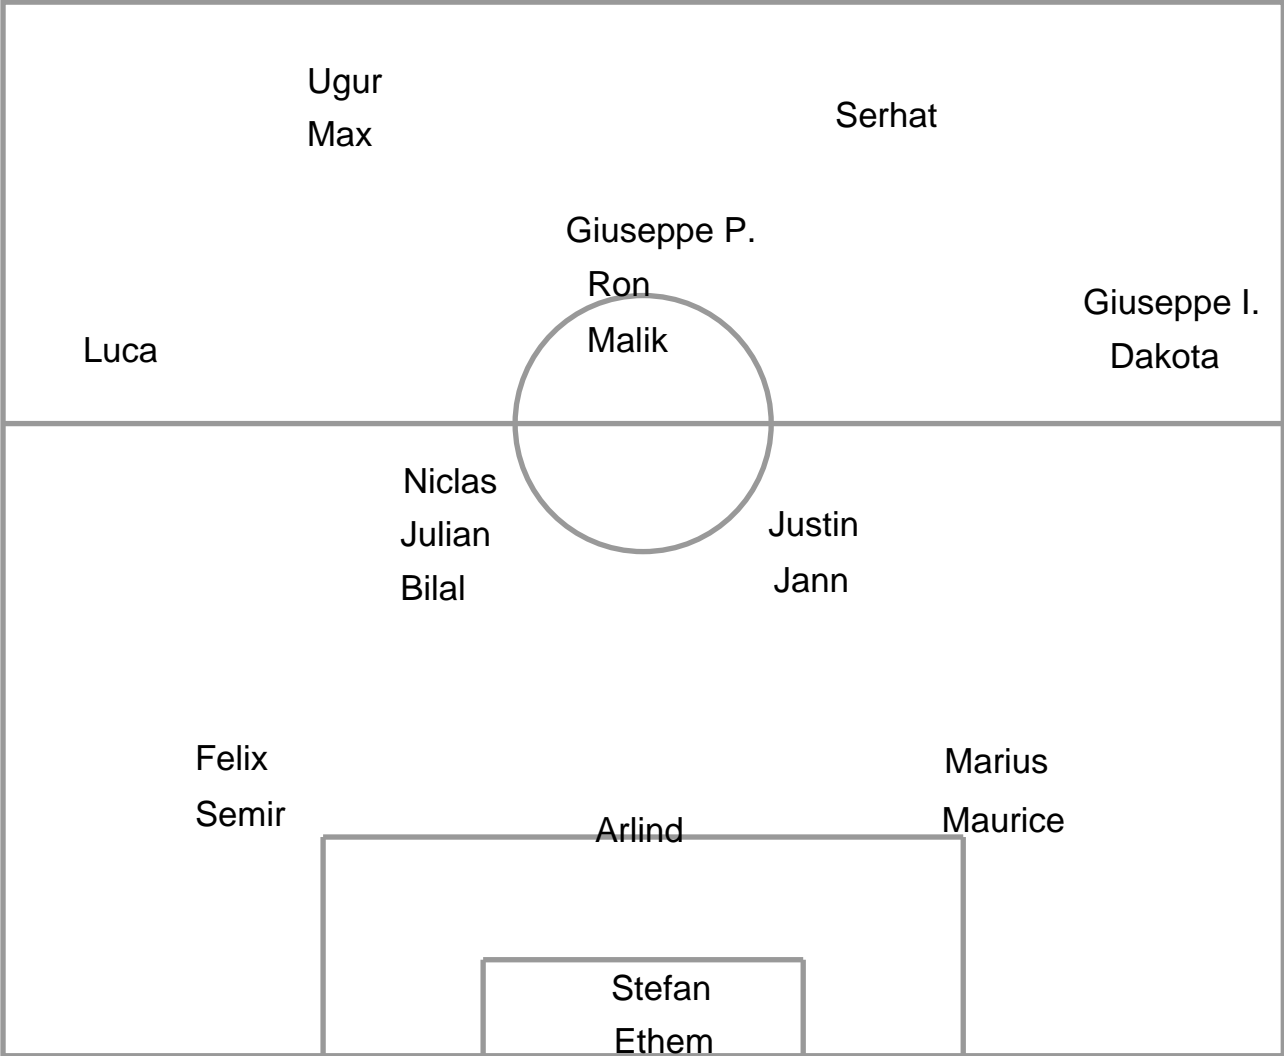 Ugur
Max
Serhat
Giuseppe P.
Ron
Malik
Giuseppe I.
Dakota
Luca
Niclas
Julian
Bilal
Justin
Jann
Felix
Semir
Arlind
Marius
Maurice
Stefan
Ethem